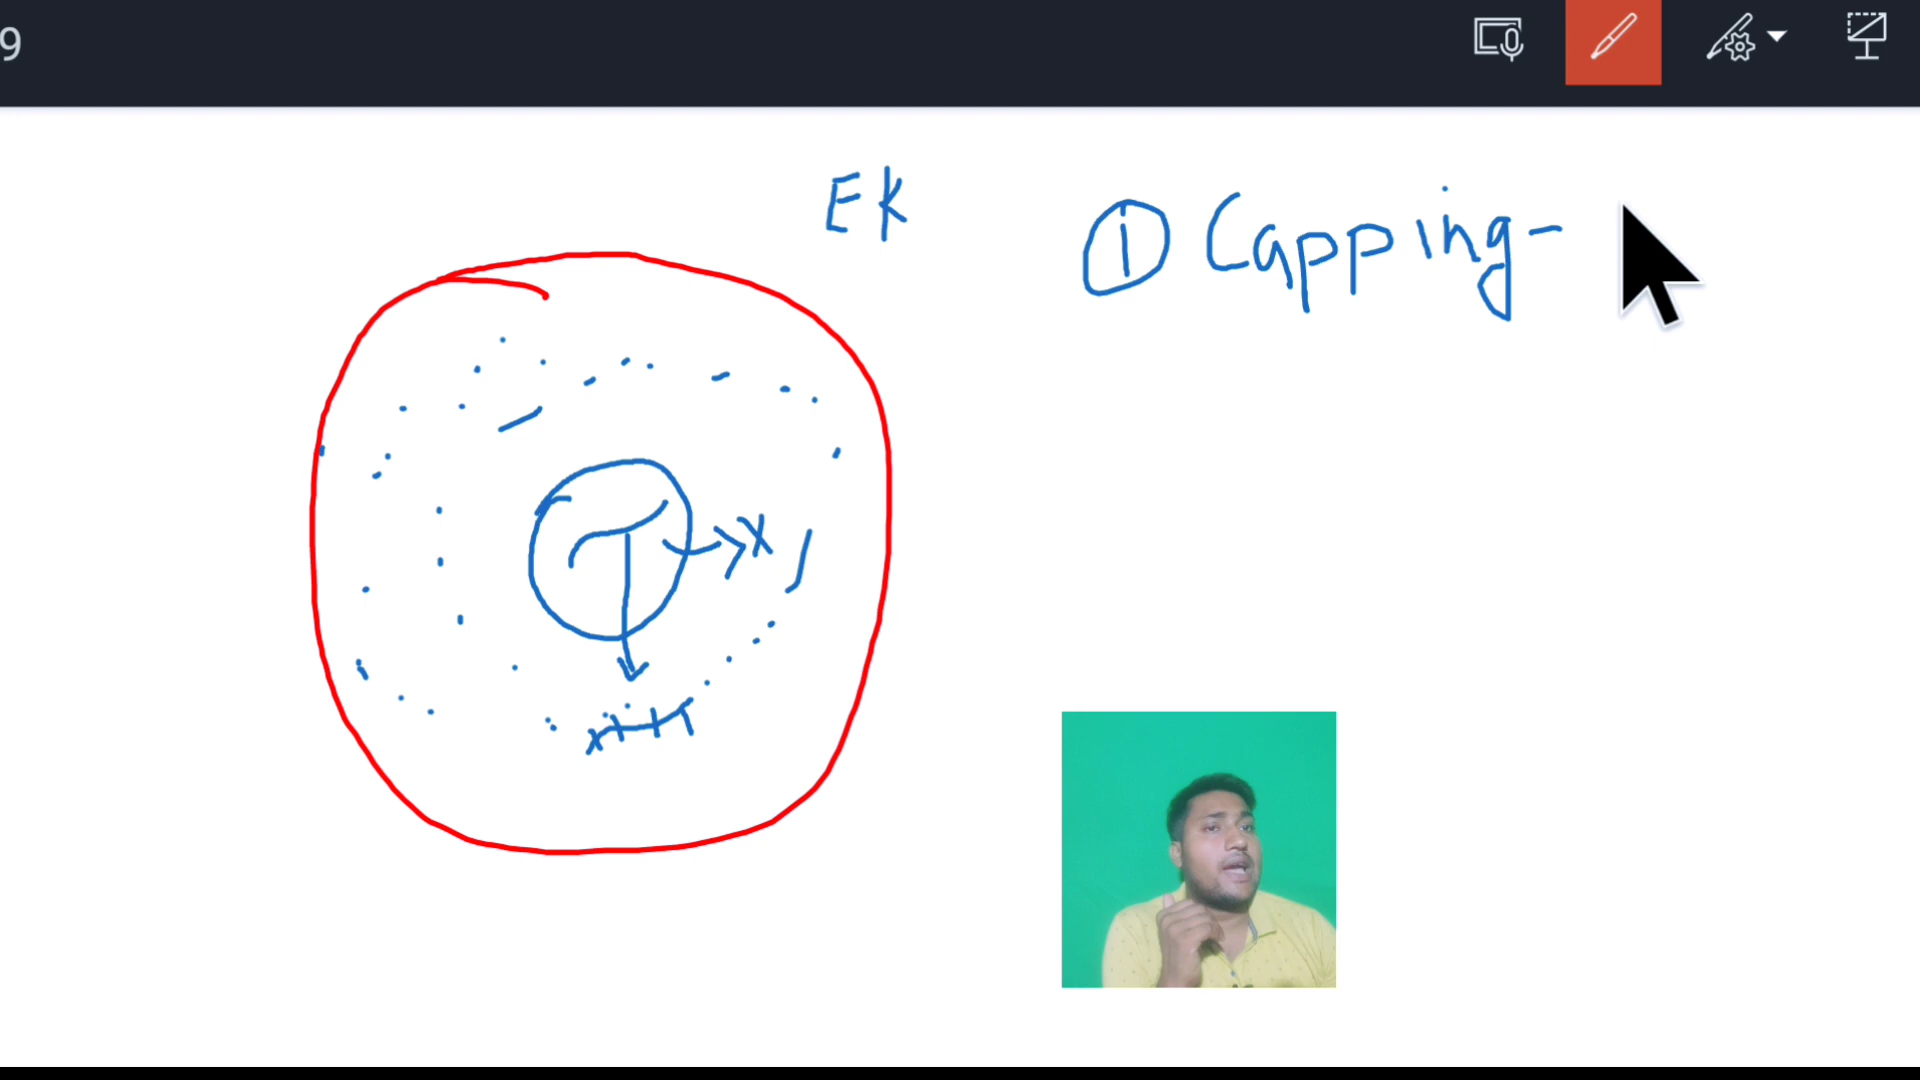 9
EK
① Capping-
X